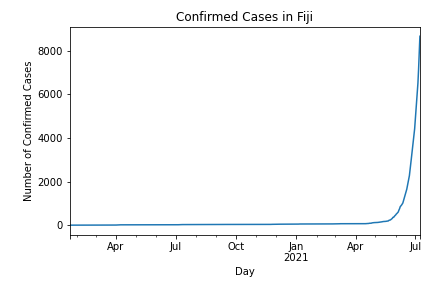 Confirmed Cases in Fiji
Number of Confirmed Cases
8000
6000
4000
2000
0
Apr Jul Oct Jan Apr Jul
2021
Day